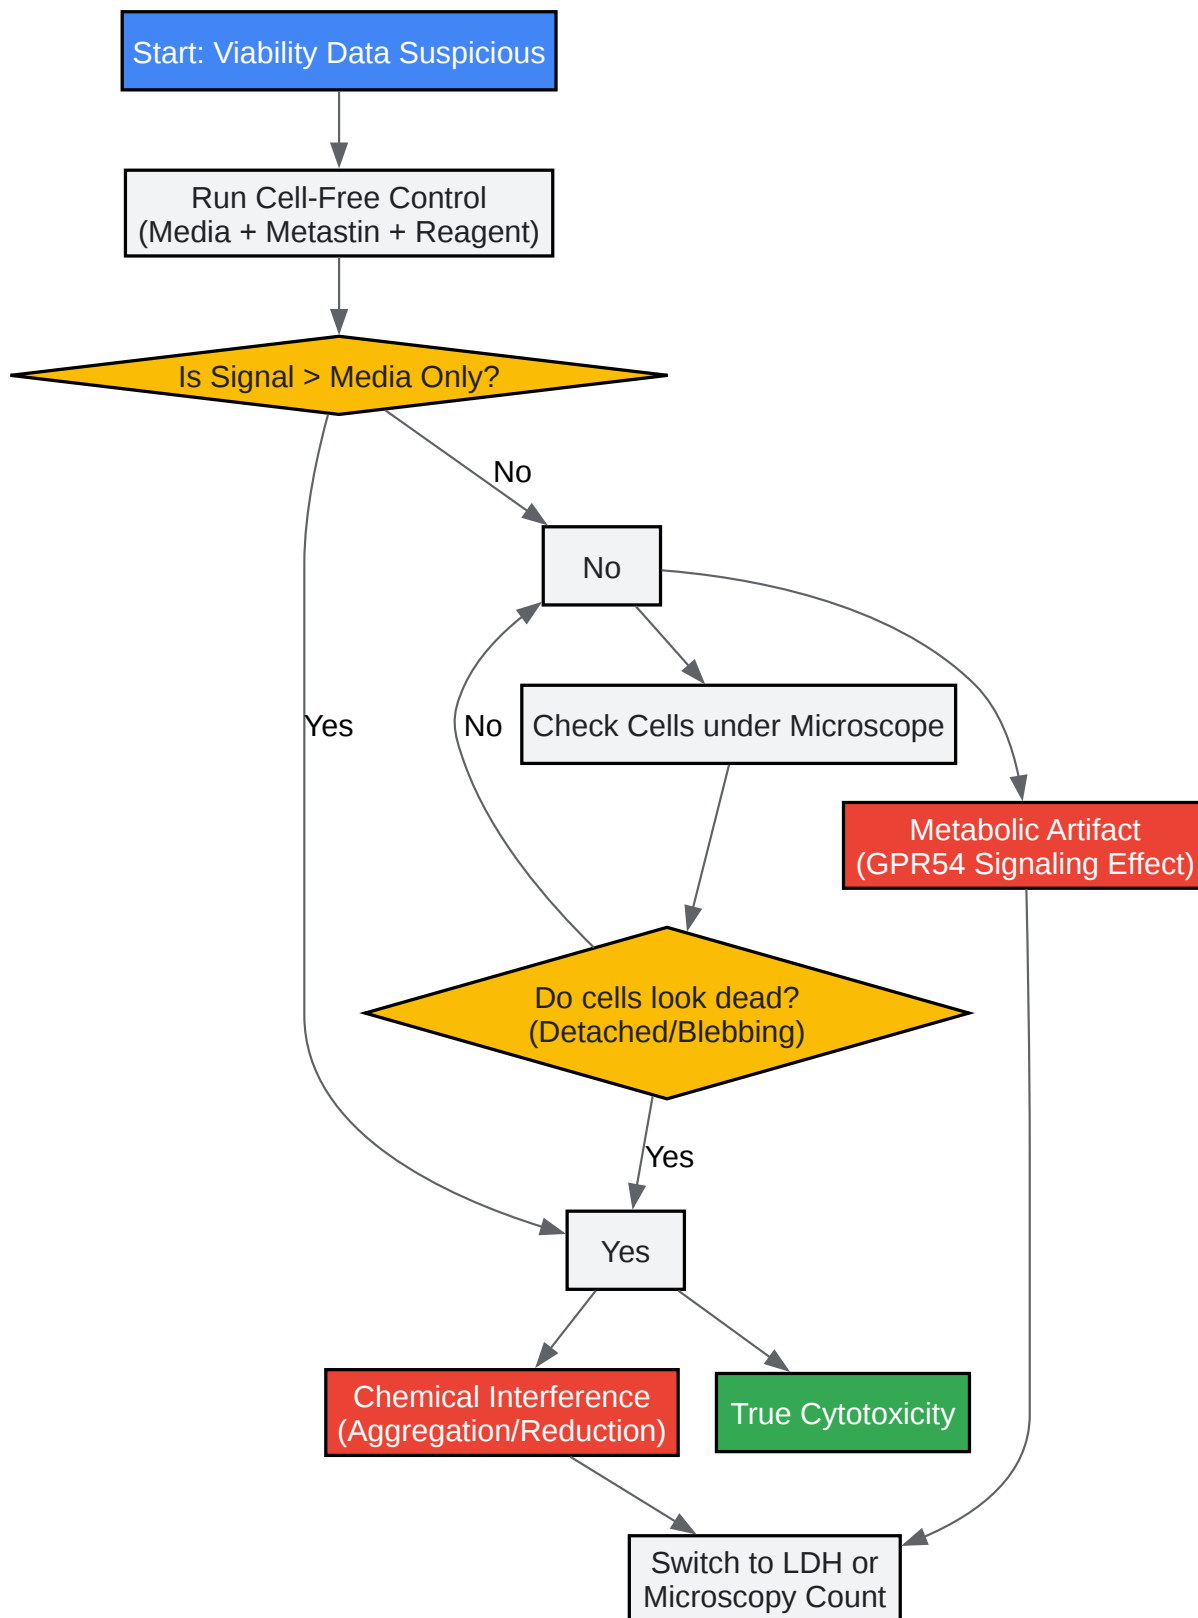 Start: Viability Data Suspicious
Run Cell-Free Control
(Media + Metastin + Reagent)
Is Signal > Media Only?
No
No
Yes
No
Check Cells under Microscope
Metabolic Artifact
(GPR54 Signaling Effect)
Do cells look dead?
(Detached/Blebbing)
Yes
Yes
Chemical Interference
(Aggregation/Reduction)
True Cytotoxicity
Switch to LDH or
Microscopy Count